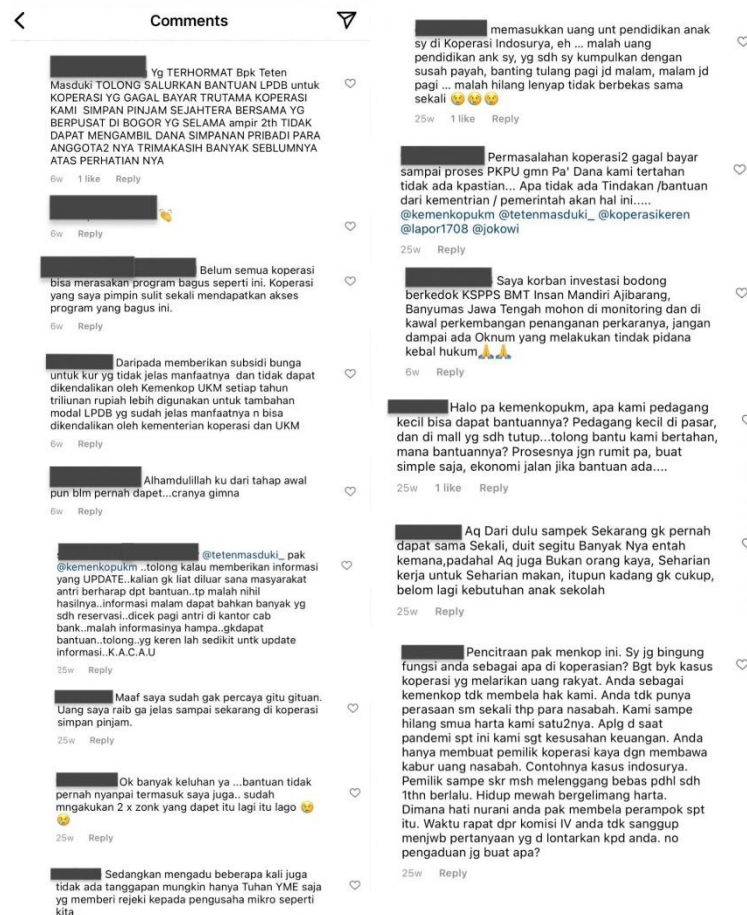 Comments
Yg TERHORMAT Bpk Teten
Masduki TOLONG SALURKAN BANTUAN LPDB untuk
KOPERASI YG GAGAL BAYAR TRUTAMA KOPERASI
KAMI SIMPAN PINJAM SEJAHTERA BERSAMA YG
BERPUSAT DI BOGOR YG SELAMA ampir 2th TIDAK
DAPAT MENGAMBIL DANA SIMPANAN PRIBADI PARA
ANGGOTA2 NYA TRIMAKASIH BANYAK SEBLUMNYA
ATAS PERHATIAN NYA
6w 1 like Reply
👏
6w Reply
Belum semua koperasi
bisa merasakan program bagus seperti ini. Koperasi
yang saya pimpin sulit sekali mendapatkan akses
program yang bagus ini.
6w Reply
Daripada memberikan subsidi bunga
untuk kur yg tidak jelas manfaatnya dan tidak dapat
dikendalikan oleh Kemenkop UKM setiap tahun
triliunan rupiah lebih digunakan untuk tambahan
modal LPDB yg sudah jelas manfaatnya n bisa
dikendalikan oleh kementerian koperasi dan UKM
6w Reply
Alhamdulillah ku dari tahap awal
pun blm pernah dapet...cranya gimna
6w Reply
@tetenmasduki_ pak
@kemenkopukm ..tolong kalau memberikan informasi
yang UPDATE..kalian gk liat diluar sana masyarakat
antri berharap dpt bantuan..tp malah nihil
hasilnya..informasi malam dapat bahkan banyak yg
sdh reservasi..dicek pagi antri di kantor cab
bank..malah informasinya hampa..gkdapat
bantuan..tolong..yg keren lah sedikit untk update
informasi..K.A.C.A.U
25w Reply
Maaf saya sudah gak percaya gitu gituan.
Uang saya raib ga jelas sampai sekarang di koperasi
simpan pinjam.
25w Reply
Ok banyak keluhan ya ...bantuan tidak
pernah nyanpai termasuk saya juga.. sudah
mngakukan 2 x zonk yang dapet itu lagi itu lago 😢
😢
25w Reply
Sedangkan mengadu beberapa kali juga
tidak ada tanggapan mungkin hanya Tuhan YME saja
yg memberi rejeki kepada pengusaha mikro seperti
kita
memasukkan uang unt pendidikan anak
sy di Koperasi Indosurya, eh ... malah uang
pendidikan ank sy, yg sdh sy kumpulkan dengan
susah payah, banting tulang pagi jd malam, malam jd
pagi ... malah hilang lenyap tidak berbekas sama
sekali 😢😢😢
25w 1 like Reply
Permasalahan koperasi2 gagal bayar
sampai proses PKPU gmn Pa' Dana kami tertahan
tidak ada kpastian... Apa tidak ada Tindakan /bantuan
dari kementrian / pemerintah akan hal ini.....
@kemenkopukm @tetenmasduki_ @koperasikeren
@lapor1708 @jokowi
25w Reply
Saya korban investasi bodong
berkedok KSPPS BMT Insan Mandiri Ajibarang,
Banyumas Jawa Tengah mohon di monitoring dan di
kawal perkembangan penanganan perkaranya, jangan
dampai ada Oknum yang melakukan tindak pidana
kebal hukum🙏🙏
6w Reply
Halo pa kemenkopukm, apa kami pedagang
kecil bisa dapat bantuannya? Pedagang kecil di pasar,
dan di mall yg sdh tutup...tolong bantu kami bertahan,
mana bantuannya? Prosesnya jgn rumit pa, buat
simple saja, ekonomi jalan jika bantuan ada....
25w 1 like Reply
Aq Dari dulu sampek Sekarang gk pernah
dapat sama Sekali, duit segitu Banyak Nya entah
kemana,padahal Aq juga Bukan orang kaya, Seharian
kerja untuk Seharian makan, itupun kadang gk cukup,
belom lagi kebutuhan anak sekolah
25w Reply
Pencitraan pak menkop ini. Sy jg bingung
fungsi anda sebagai apa di koperasian? Bgt byk kasus
koperasi yg melarikan uang rakyat. Anda sebagai
kemenkop tdk membela hak kami. Anda tdk punya
perasaan sm sekali thp para nasabah. Kami sampe
hilang smua harta kami satu2nya. Aplg d saat
pandemi spt ini kami sgt kesusahan keuangan. Anda
hanya membuat pemilik koperasi kaya dgn membawa
kabur uang nasabah. Contohnya kasus indosurya.
Pemilik sampe skr msh melenggang bebas pdhl sdh
1thn berlalu. Hidup mewah bergelimang harta.
Dimana hati nurani anda pak membela perampok spt
itu. Waktu rapat dpr komisi IV anda tdk sanggup
menjwb pertanyaan yg d lontarkan kpd anda. no
pengaduan jg buat apa?
25w Reply